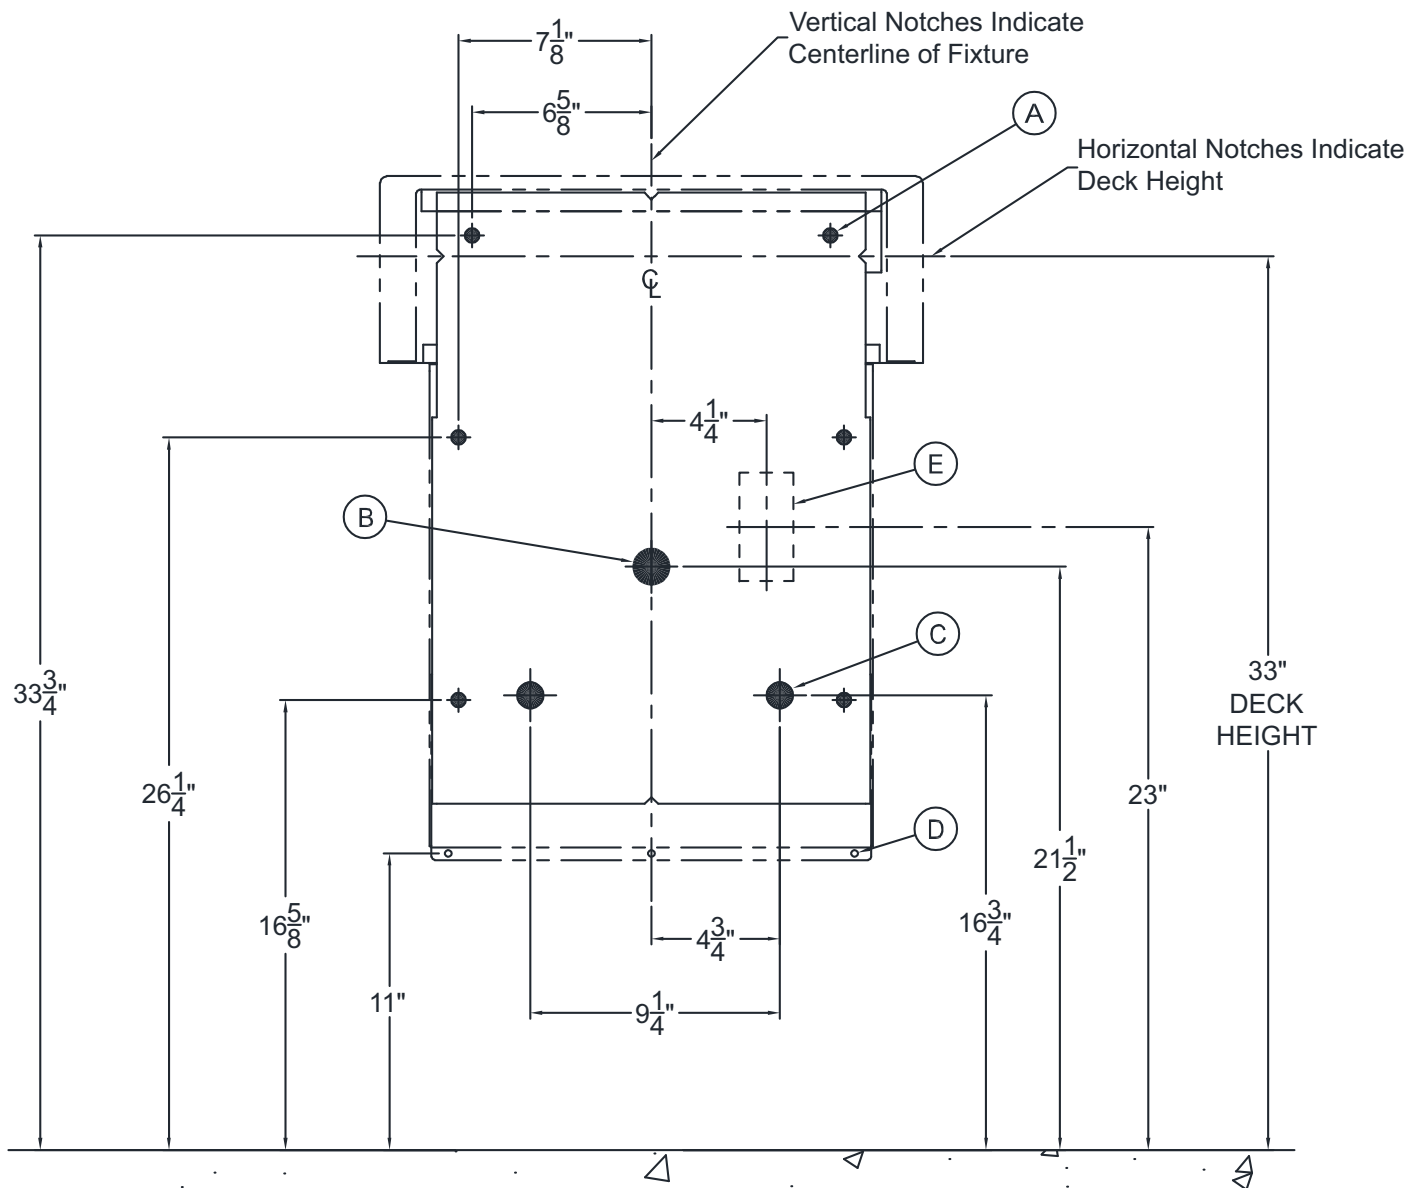 Vertical Notches Indicate
Centerline of Fixture
7 1/8"
6 5/8"
A
Horizontal Notches Indicate
Deck Height
CL
4 1/4"
E
B
C
33 3/4"
33"
DECK
HEIGHT
26 1/4"
23"
D
21 1/2"
16 5/8"
16 3/4"
4 3/4"
11"
9 1/4"